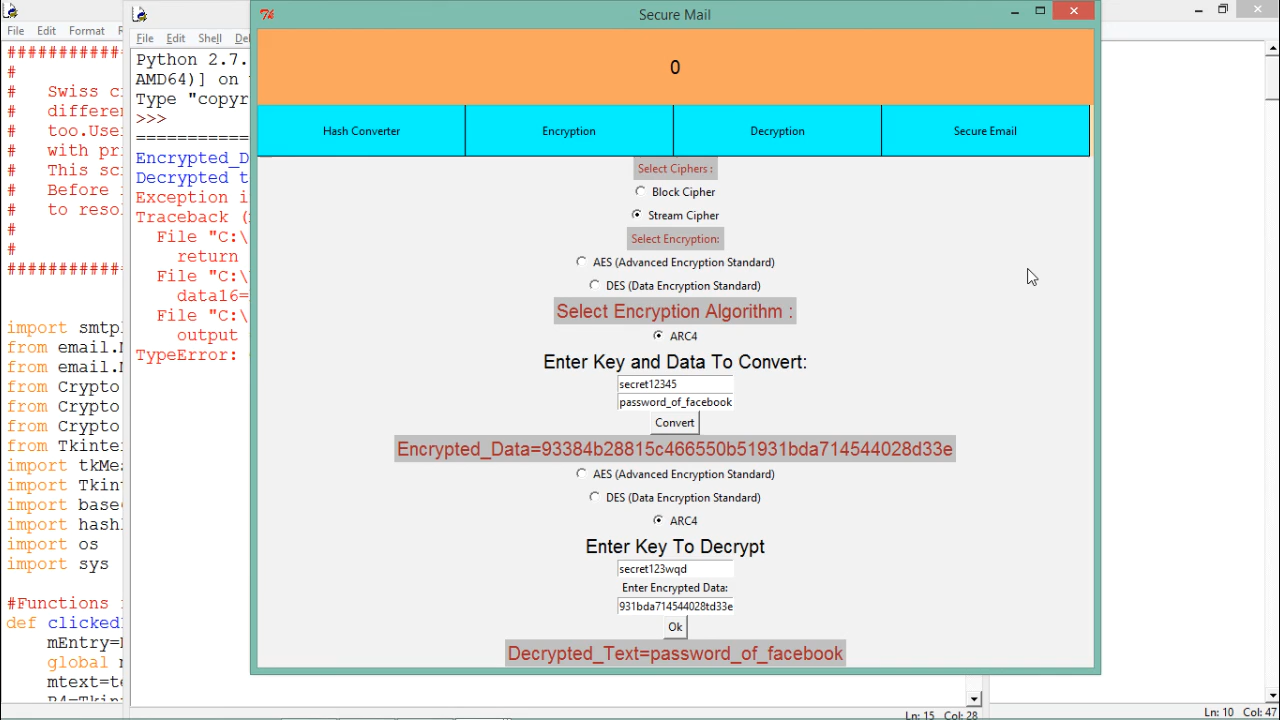 Secure Mail
File Edit Format
File Edit Shell
0
Hash Converter Encryption Decryption Secure Email
Select Ciphers :
Block Cipher
Stream Cipher
Select Encryption:
AES (Advanced Encryption Standard)
DES (Data Encryption Standard)
Select Encryption Algorithm :
ARC4
Enter Key and Data To Convert:
secret12345
password_of_facebook
Convert
Encrypted_Data=93384b28815c466550b51931bda714544028d33e
AES (Advanced Encryption Standard)
DES (Data Encryption Standard)
ARC4
Enter Key To Decrypt
secret123wqd
Enter Encrypted Data:
931bda714544028td33e
Ok
Decrypted_Text=password_of_facebook
#############
#
# Swiss c
# differen
# too.User
# with pr
# This sc
# Before
# to reso
#
#
#############
import smtp
from email.
from email.
from Crypto
from Crypto
from Crypto
from Tkinte
import tkMe
import Tkin
import base
import hash
import os
import sys
#Functions
def clicked
mEntry=
global
mtext=te
Python 2.7.
AMD64)] on
Type "copyr
>>>
===========
Encrypted_D
Decrypted t
Exception i
Traceback (
File "C:\
return
File "C:\
data16=
File "C:\
output
TypeError:
Ln: 15 Col: 28
Ln: 10 Col: 47